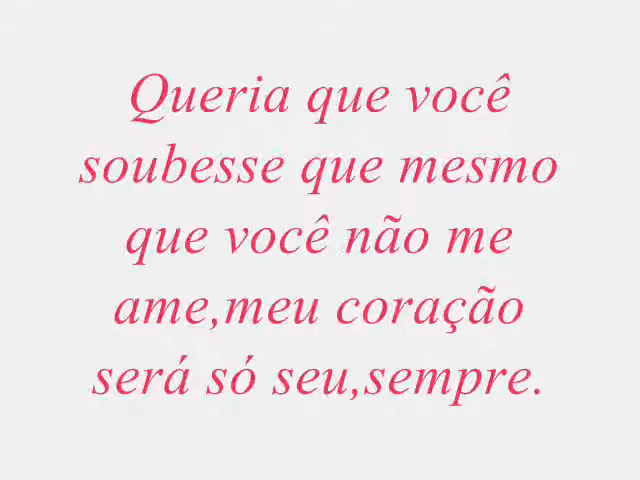 Queria que você
soubesse que mesmo
que você não me
ame,meu coração
será só seu,sempre.